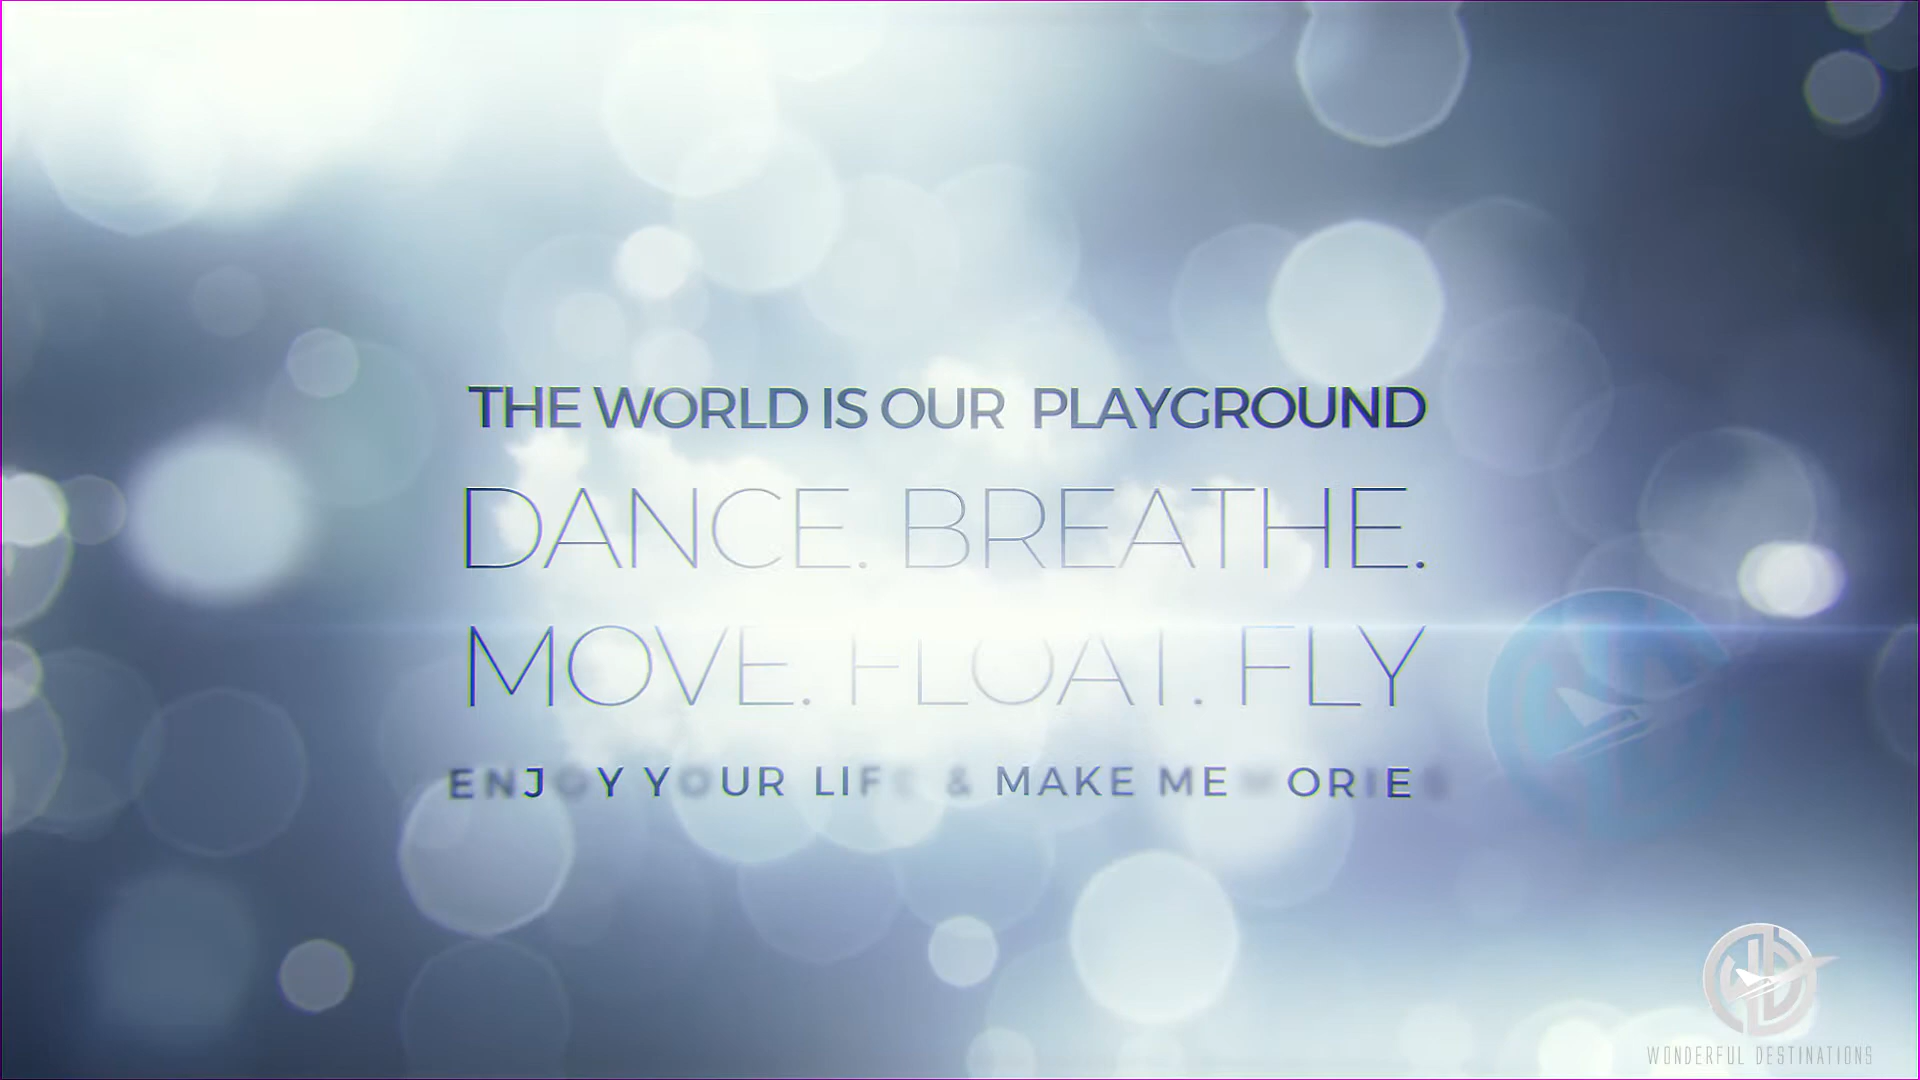 THE WORLD IS OUR PLAYGROUND
DANCE. BREATHE.
MOVE. FLOAT. FLY
ENJOY YOUR LIFE & MAKE MEMORIES
WONDERFUL DESTINATIONS